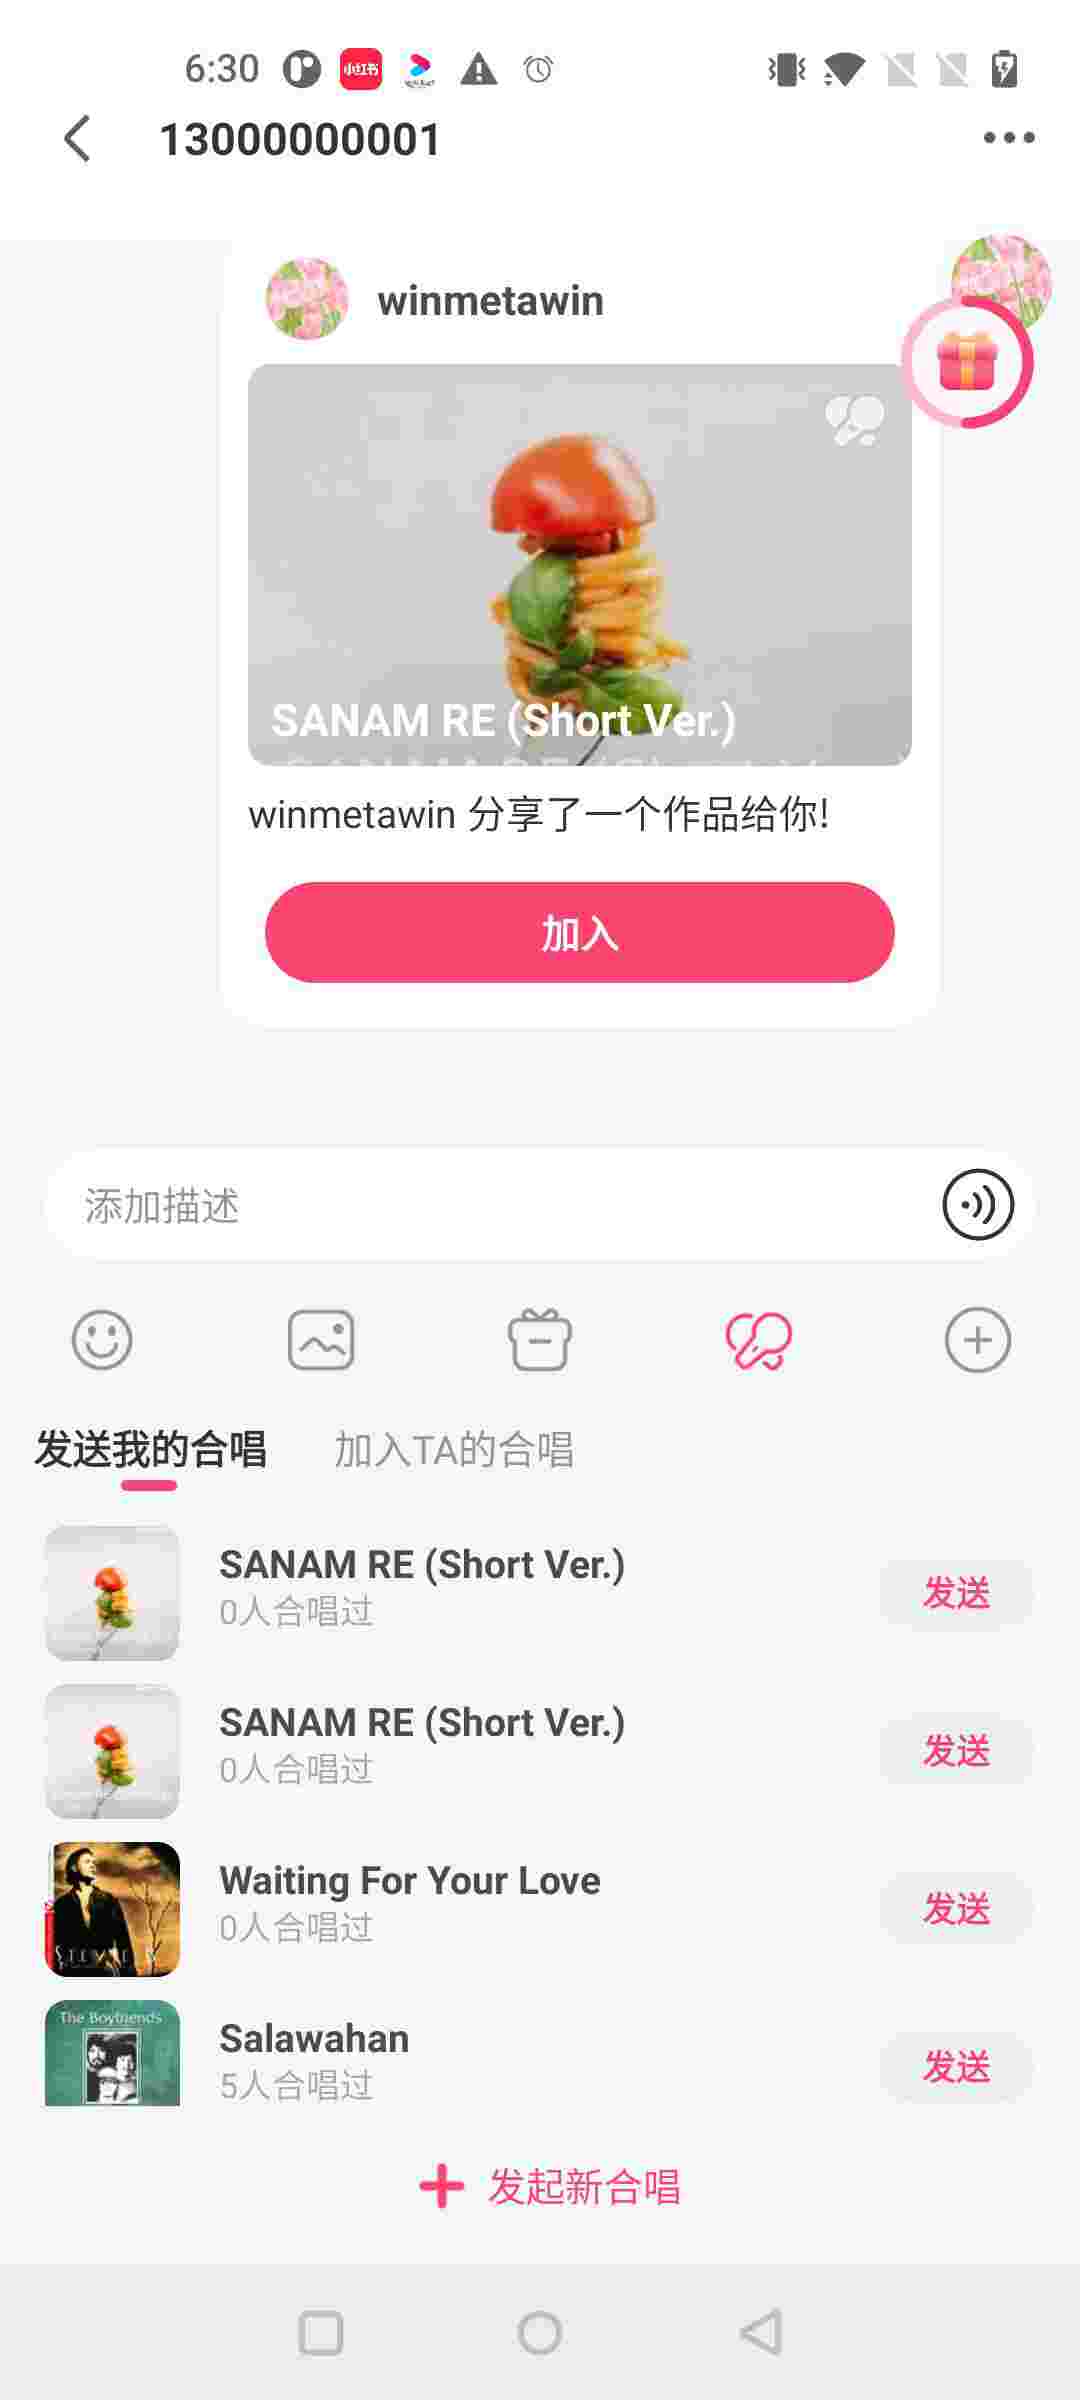 6:30
小红书
13000000001
winmetawin
SANAM RE (Short Ver.)
winmetawin 分享了一个作品给你!
加入
添加描述
发送我的合唱
加入TA的合唱
SANAM RE (Short Ver.)
0人合唱过
发送
SANAM RE (Short Ver.)
0人合唱过
发送
Waiting For Your Love
0人合唱过
发送
The Boyfriends
Salawahan
5人合唱过
发送
发起新合唱